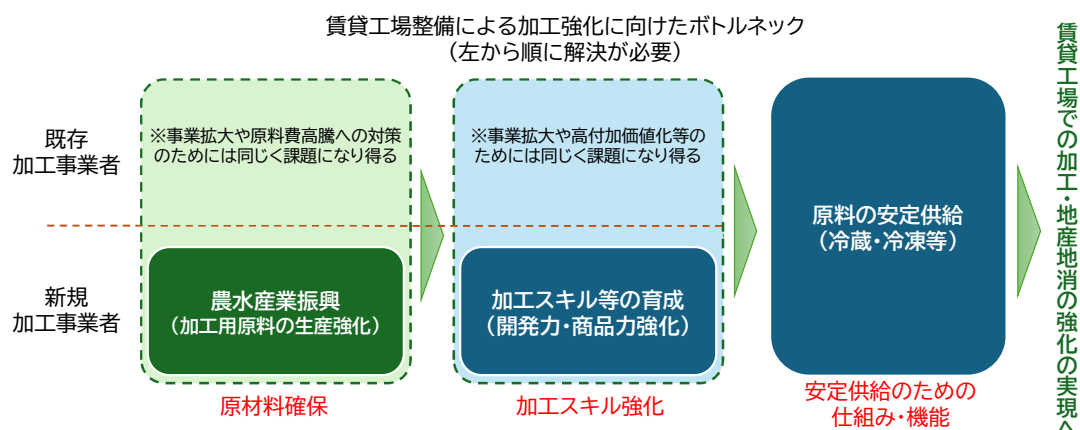 賃貸工場整備による加工強化に向けたボトルネック
（左から順に解決が必要）
既存
加工事業者
※事業拡大や原料費高騰への対策
のためには同じく課題になり得る
※事業拡大や高付加価値化等の
ためには同じく課題になり得る
原料の安定供給
（冷蔵・冷凍等）
新規
加工事業者
農水産業振興
（加工用原料の生産強化）
加工スキル等の育成
（開発力・商品力強化）
原材料確保
加工スキル強化
安定供給のための
仕組み・機能
賃貸工場での加工・地産地消の強化の実現へ